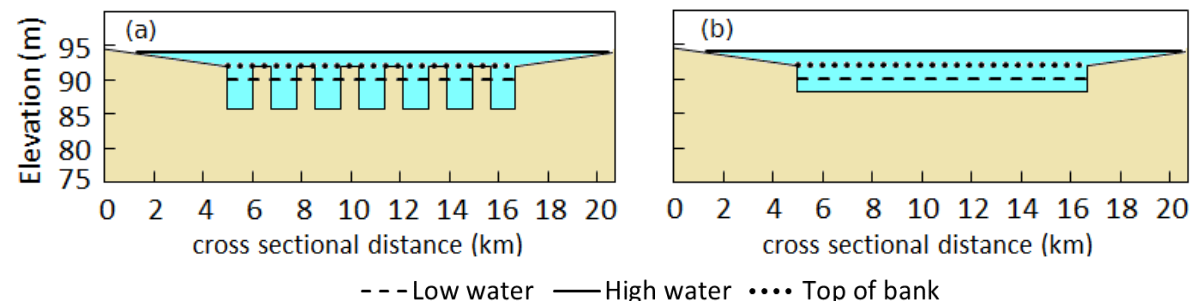 (a)
Elevation (m)
95
90
85
80
75
0 2 4 6 8 10 12 14 16 18 20
cross sectional distance (km)
(b)
0 2 4 6 8 10 12 14 16 18 20
cross sectional distance (km)
Low water High water Top of bank